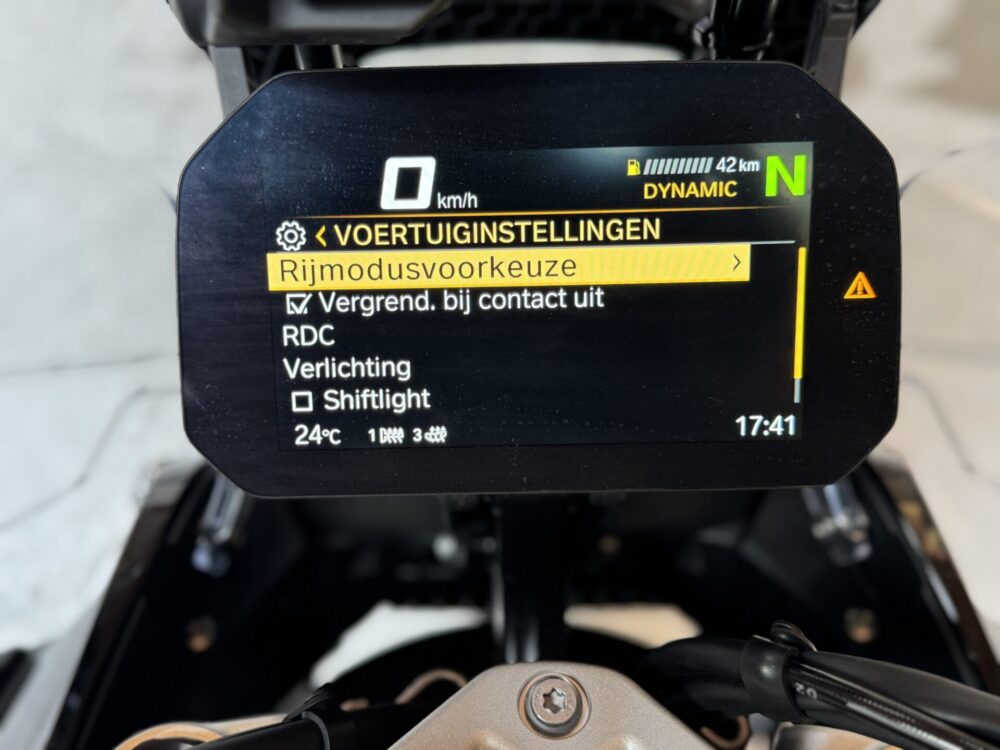 0 km/h
42 km
N
DYNAMIC
< VOERTUIGINSTELLINGEN
Rijmodusvoorkeuze >
Vergrend. bij contact uit
RDC
Verlichting
Shiftlight
24°C 1 3
17:41